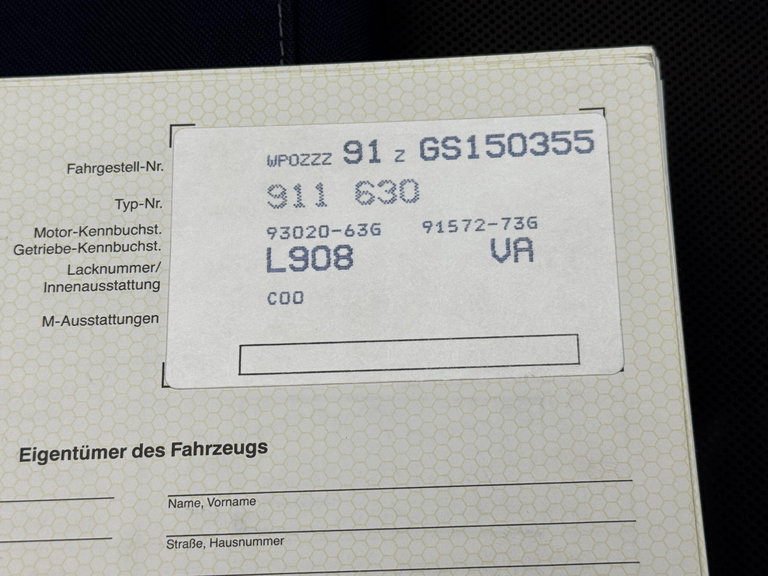 Fahrgestell-Nr. WPOZZZ 91 Z GS150355
Typ-Nr. 911 630
Motor-Kennbuchst. 93020-63G 91572-73G
Getriebe-Kennbuchst.
Lacknummer/ L908 VA
Innenausstattung
M-Ausstattungen C00
Eigentümer des Fahrzeugs
Name, Vorname
Straße, Hausnummer